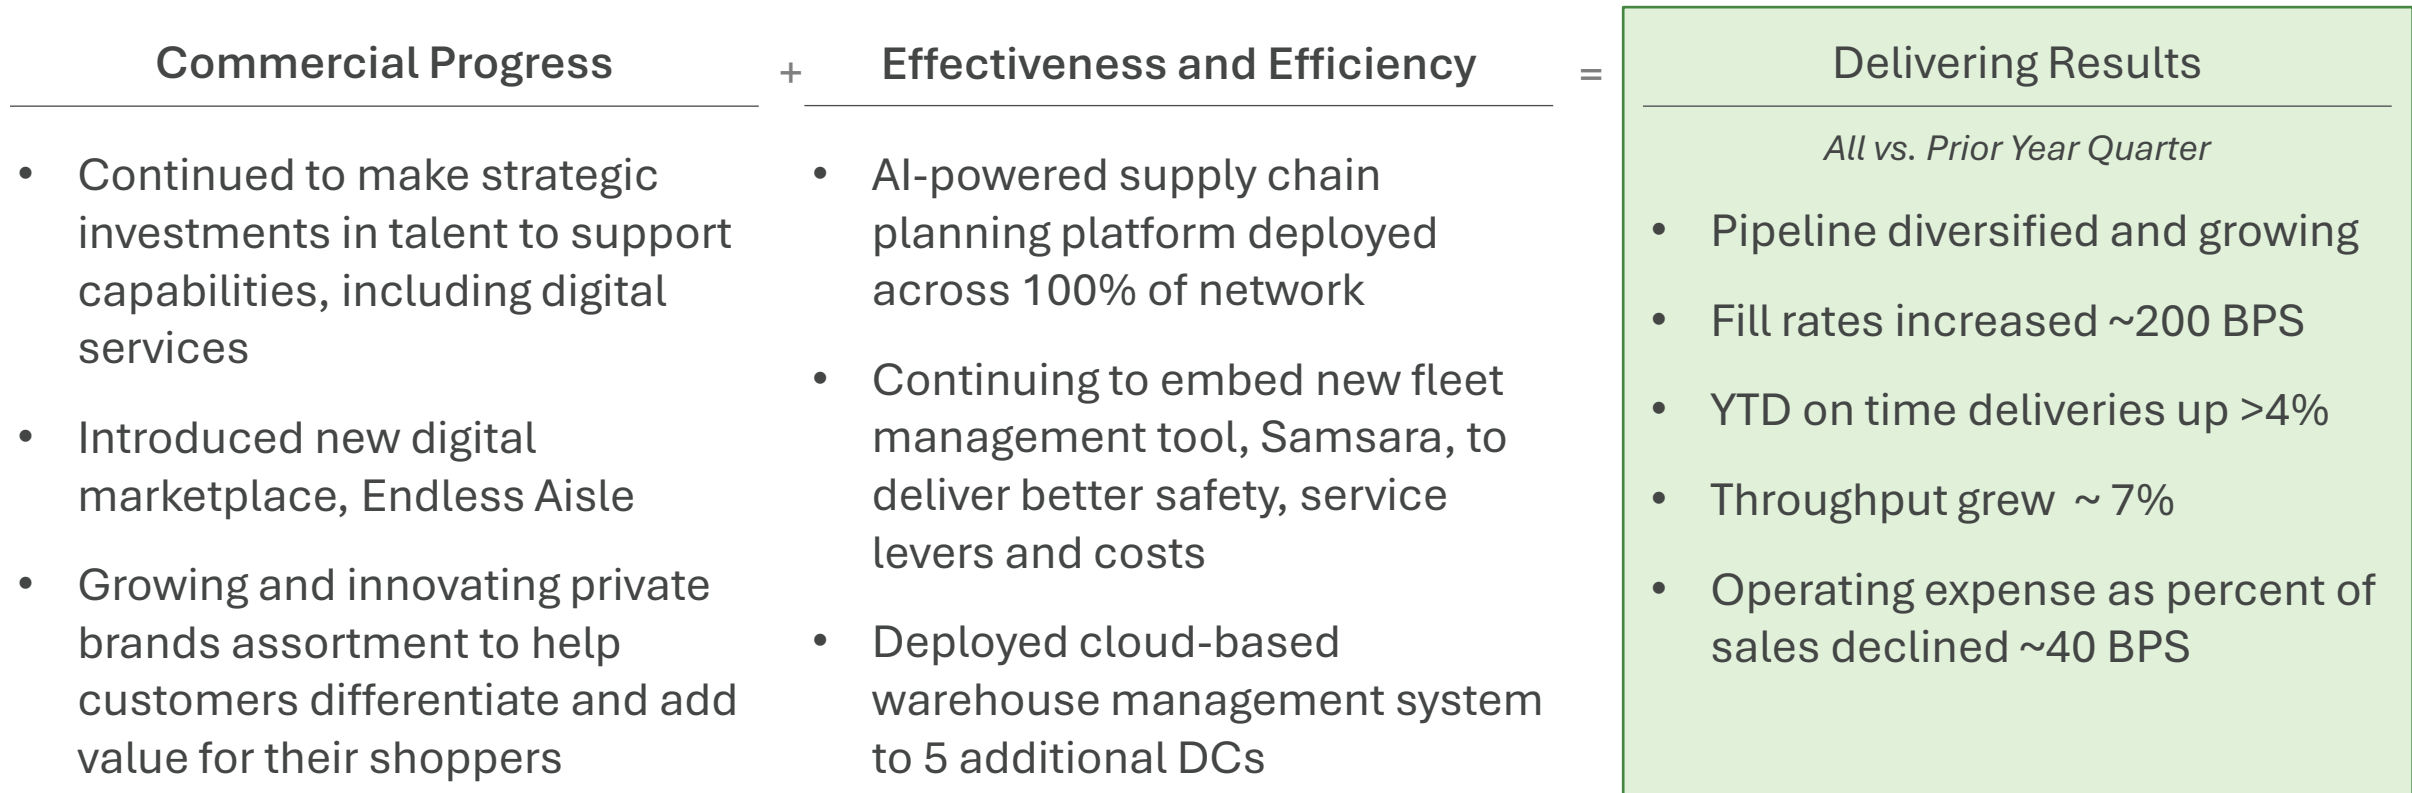 Commercial Progress
+
Effectiveness and Efficiency
=
Delivering Results
• Continued to make strategic
investments in talent to support
capabilities, including digital
services
• Introduced new digital
marketplace, Endless Aisle
• Growing and innovating private
brands assortment to help
customers differentiate and add
value for their shoppers
• AI-powered supply chain
planning platform deployed
across 100% of network
• Continuing to embed new fleet
management tool, Samsara, to
deliver better safety, service
levers and costs
• Deployed cloud-based
warehouse management system
to 5 additional DCs
All vs. Prior Year Quarter
• Pipeline diversified and growing
• Fill rates increased ~200 BPS
• YTD on time deliveries up >4%
• Throughput grew ~ 7%
• Operating expense as percent of
sales declined ~40 BPS